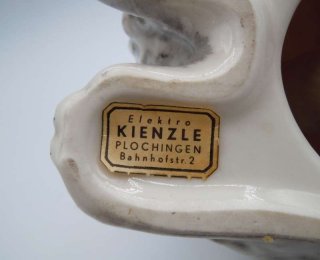 Elektro
KIENZLE
PLOCHINGEN
Bahnhofstr. 2